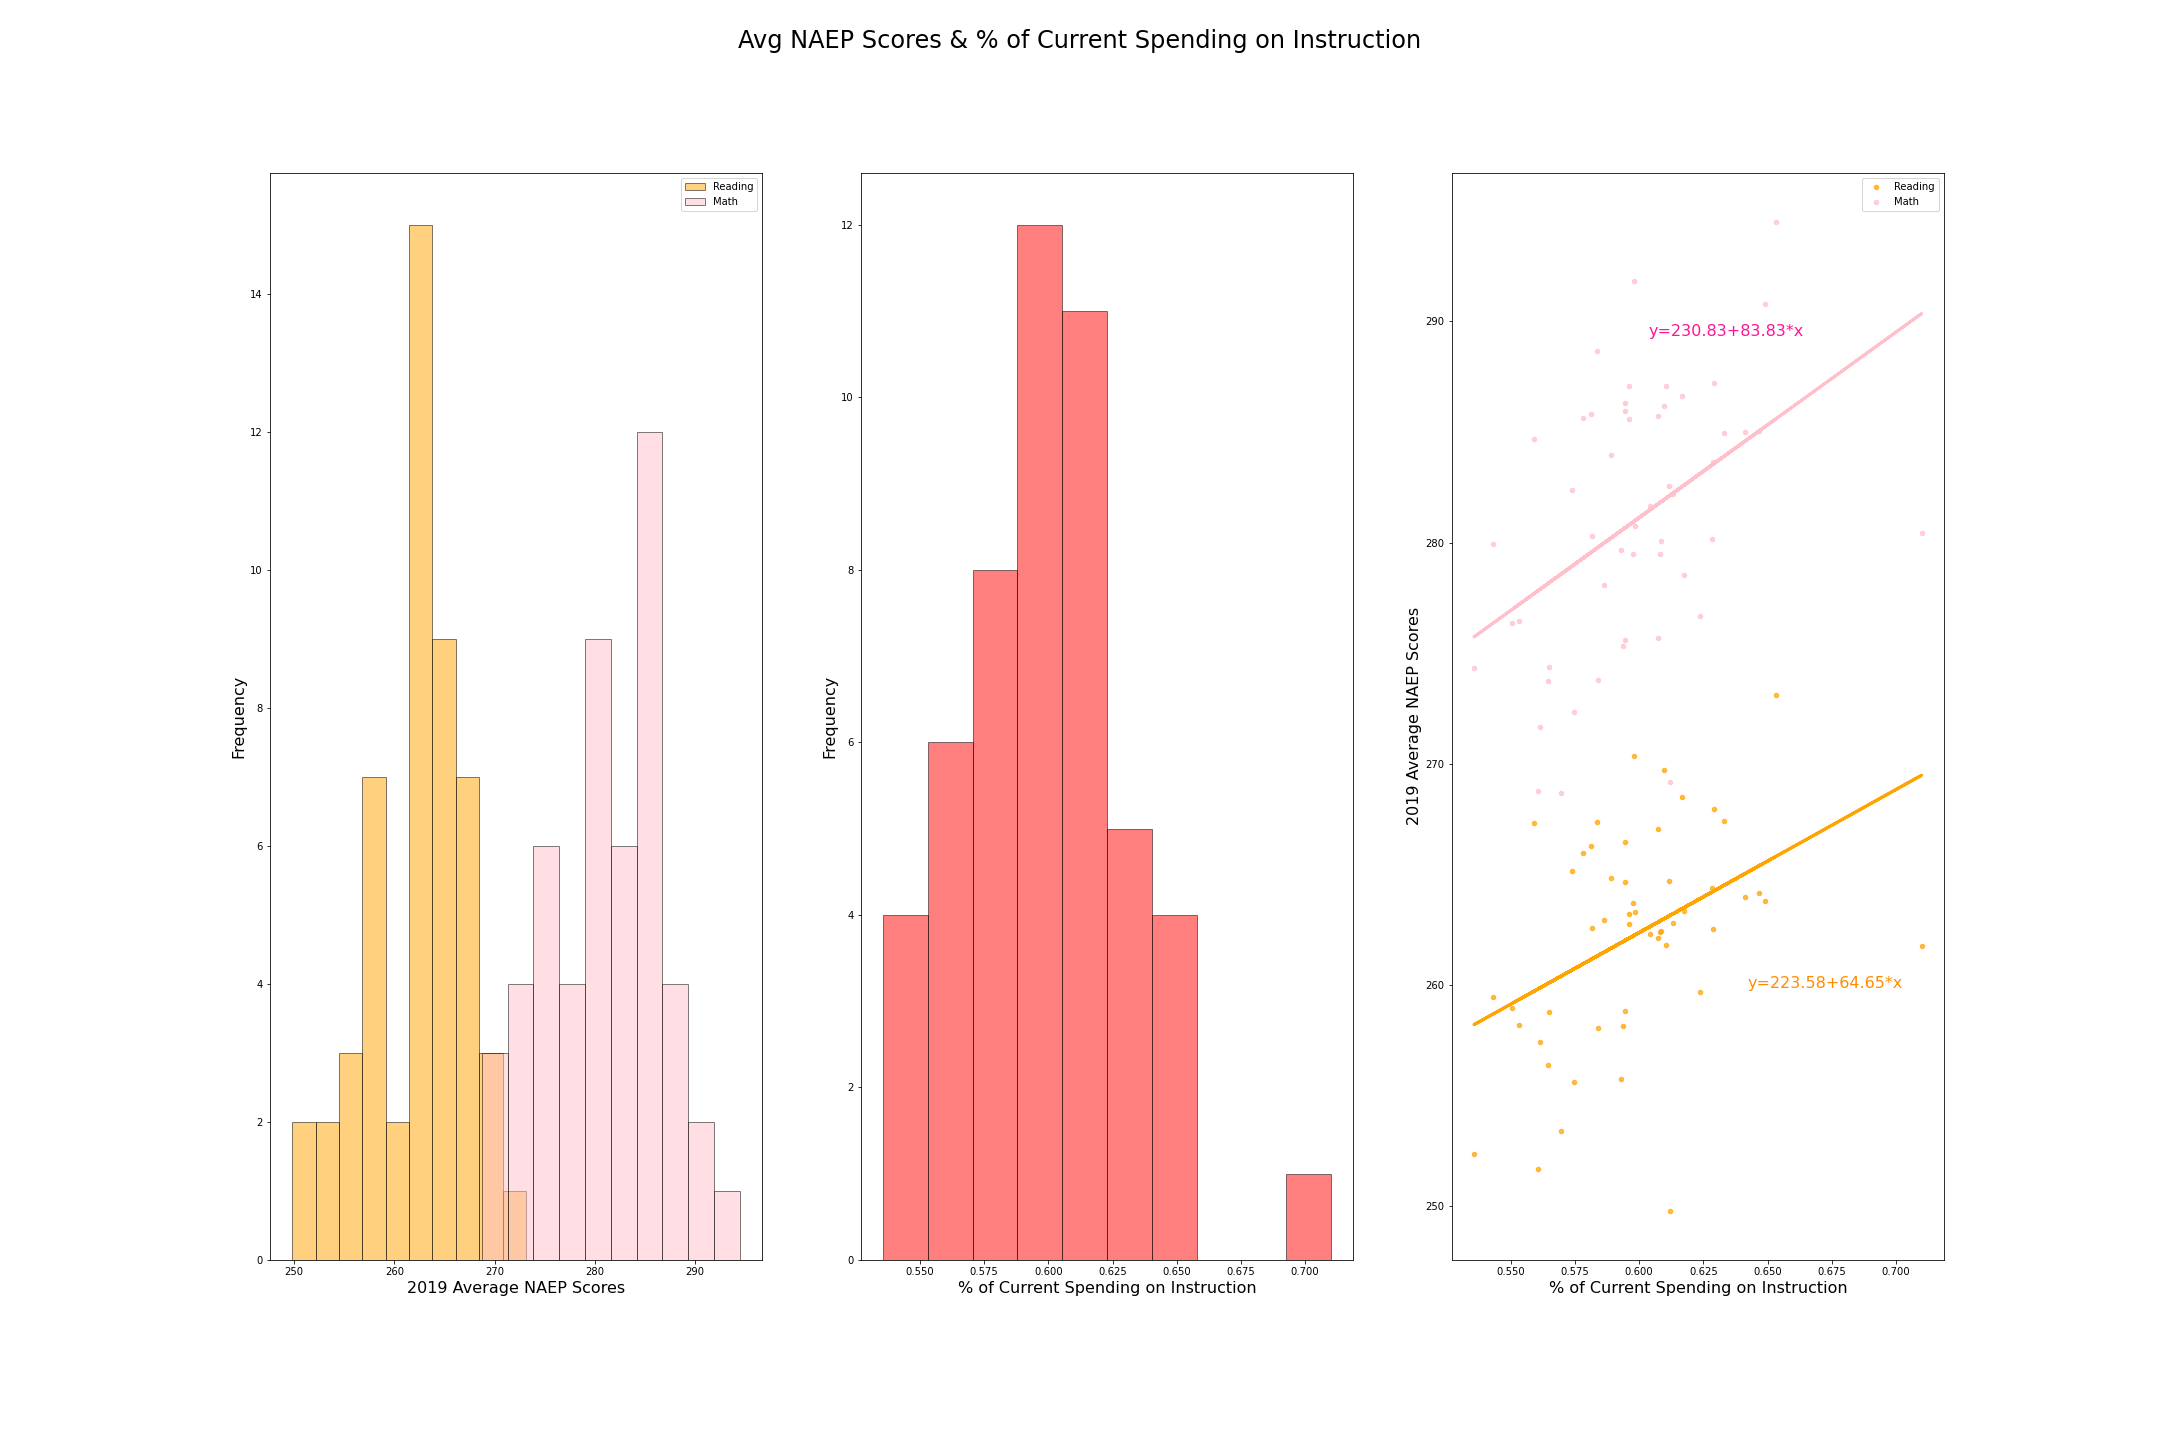 Avg NAEP Scores & % of Current Spending on Instruction
Reading
Math
14
12
10
8
6
4
2
0
Frequency
250 260 270 280 290
2019 Average NAEP Scores
12
10
8
6
4
2
0
Frequency
0.550 0.575 0.600 0.625 0.650 0.675 0.700
% of Current Spending on Instruction
Reading
Math
290
280
270
260
250
2019 Average NAEP Scores
y=230.83+83.83*x
y=223.58+64.65*x
0.550 0.575 0.600 0.625 0.650 0.675 0.700
% of Current Spending on Instruction